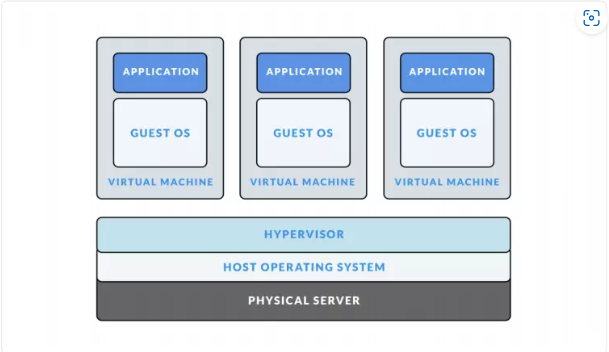 APPLICATION APPLICATION APPLICATION
GUEST OS GUEST OS GUEST OS
VIRTUAL MACHINE VIRTUAL MACHINE VIRTUAL MACHINE
HYPERVISOR
HOST OPERATING SYSTEM
PHYSICAL SERVER